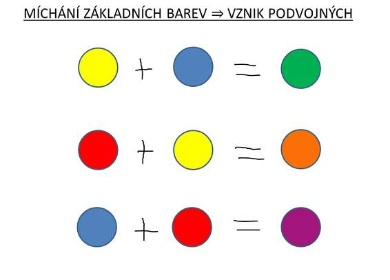 MÍCHÁNÍ ZÁKLADNÍCH BAREV ⇒ VZNIK PODVOJNÝCH
+ =
+ =
+ =